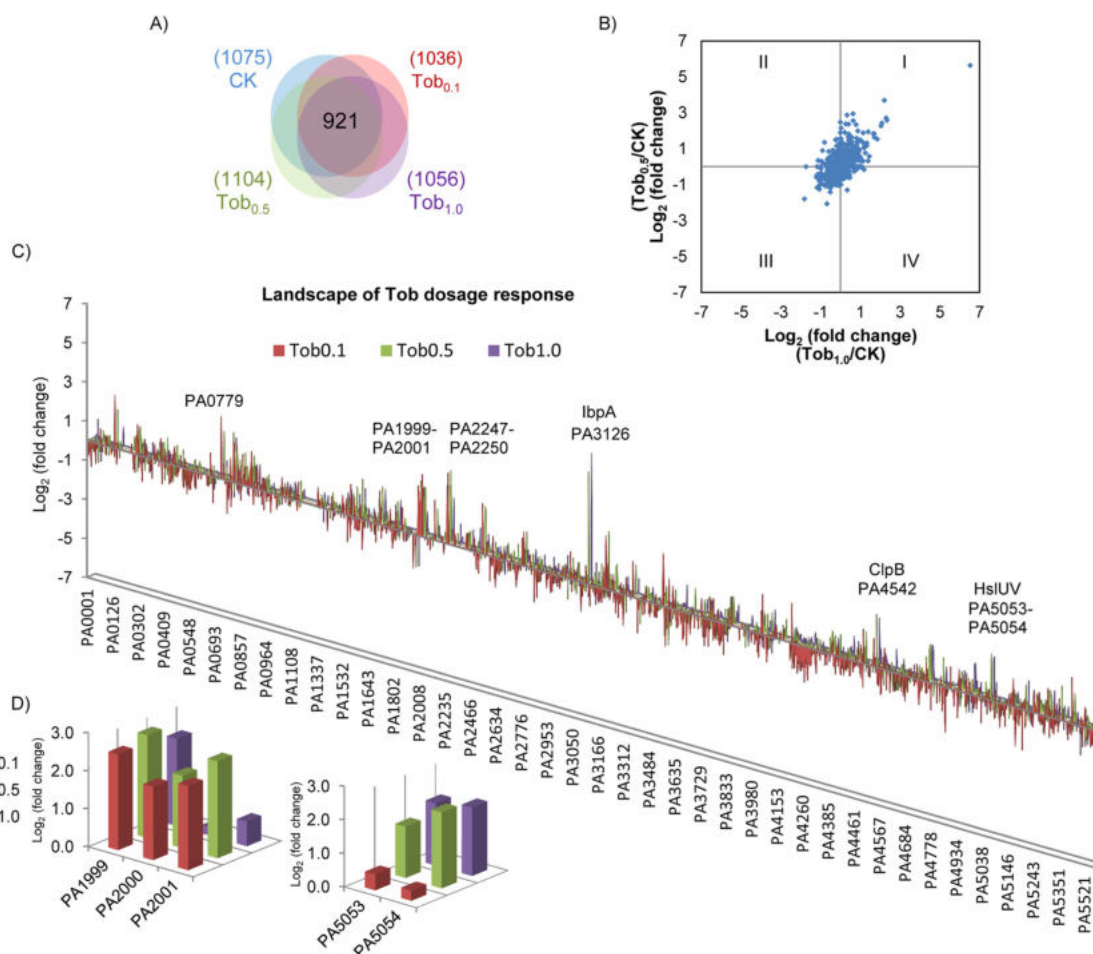 A)
(1075)
CK
(1036)
Tob0.1
921
(1104)
Tob0.5
(1056)
Tob1.0
B)
7
5
3
1
-1
-3
-5
-7
(Tob0.5/CK)
Log2 (fold change)
II
I
III
IV
-7 -5 -3 -1 1 3 5 7
Log2 (fold change)
(Tob1.0/CK)
C)
Landscape of Tob dosage response
Tob0.1 Tob0.5 Tob1.0
7
5
3
1
-1
-3
-5
-7
Log2 (fold change)
PA0779
PA1999-
PA2001
PA2247-
PA2250
IbpA
PA3126
ClpB
PA4542
HslUV
PA5053-
PA5054
PA0001
PA0126
PA0302
PA0409
PA0548
PA0693
PA0857
PA0964
PA1108
PA1337
PA1532
PA1643
PA1802
PA2008
PA2235
PA2466
PA2634
PA2776
PA2953
PA3050
PA3166
PA3312
PA3484
PA3635
PA3729
PA3833
PA3980
PA4153
PA4260
PA4385
PA4461
PA4567
PA4684
PA4778
PA4934
PA5038
PA5146
PA5243
PA5351
PA5521
D)
0.1
0.5
1.0
Log2 (fold change)
3.0
2.0
1.0
0.0
PA1999
PA2000
PA2001
Log2 (fold change)
3.0
2.0
1.0
0.0
PA5053
PA5054